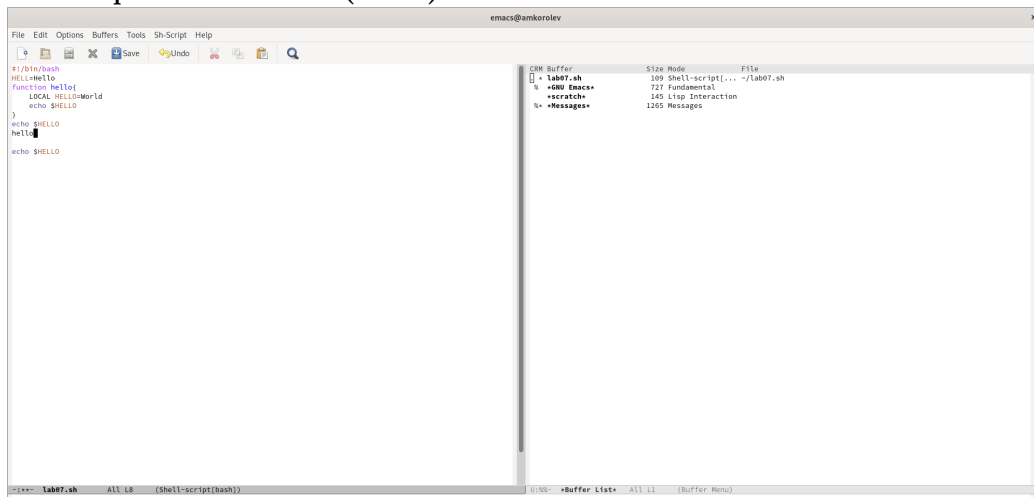 emacs@amkorolev
File Edit Options Buffers Tools Sh-Script Help
Save Undo
#!/bin/bash
HELL=Hello
function hello{
LOCAL HELLO=World
echo $HELLO
}
echo $HELLO
hello
echo $HELLO
-:**- lab07.sh All L8 (Shell-script[bash])
CRM Buffer Size Mode File
. * lab07.sh 109 Shell-script[... ~/lab07.sh
% *GNU Emacs* 727 Fundamental
*scratch* 145 Lisp Interaction
%* *Messages* 1265 Messages
U:%%- *Buffer List* All L1 (Buffer Menu)